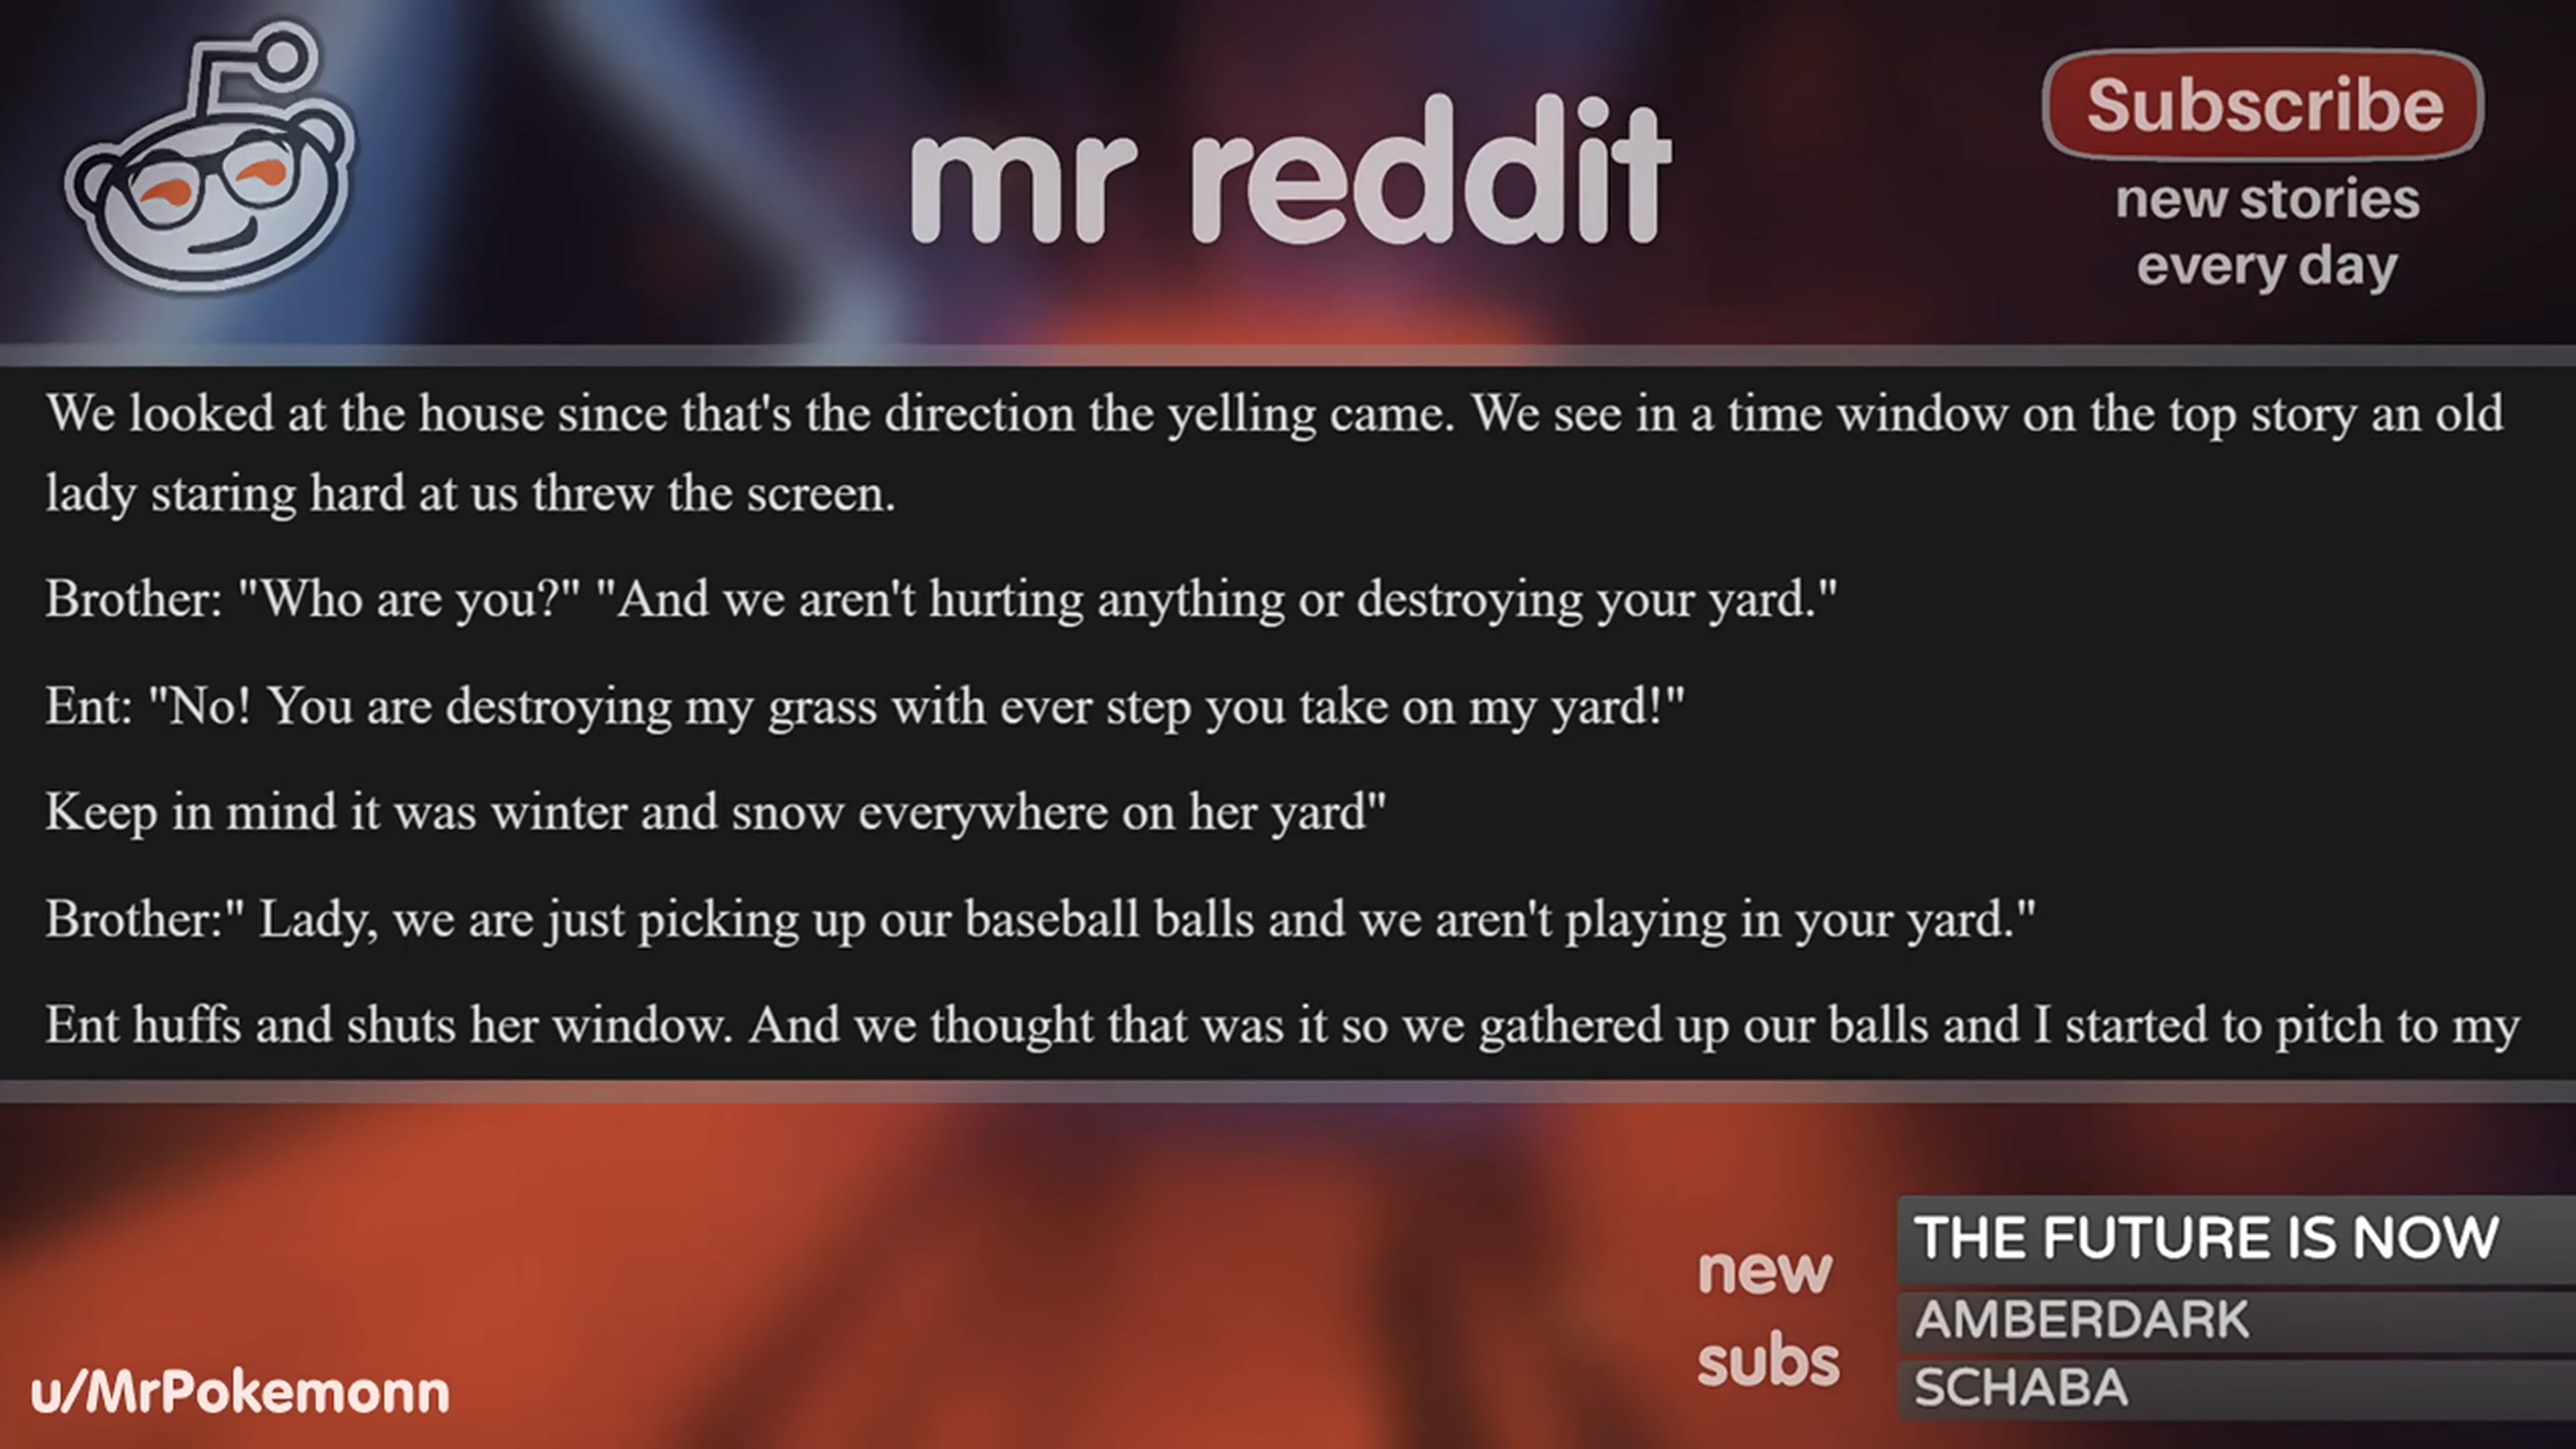 mr reddit
Subscribe
new stories
every day
We looked at the house since that's the direction the yelling came. We see in a time window on the top story an old
lady staring hard at us threw the screen.
Brother: "Who are you?" "And we aren't hurting anything or destroying your yard."
Ent: "No! You are destroying my grass with ever step you take on my yard!"
Keep in mind it was winter and snow everywhere on her yard"
Brother:" Lady, we are just picking up our baseball balls and we aren't playing in your yard."
Ent huffs and shuts her window. And we thought that was it so we gathered up our balls and I started to pitch to my
new
subs
THE FUTURE IS NOW
AMBERDARK
SCHABA
u/MrPokemonn